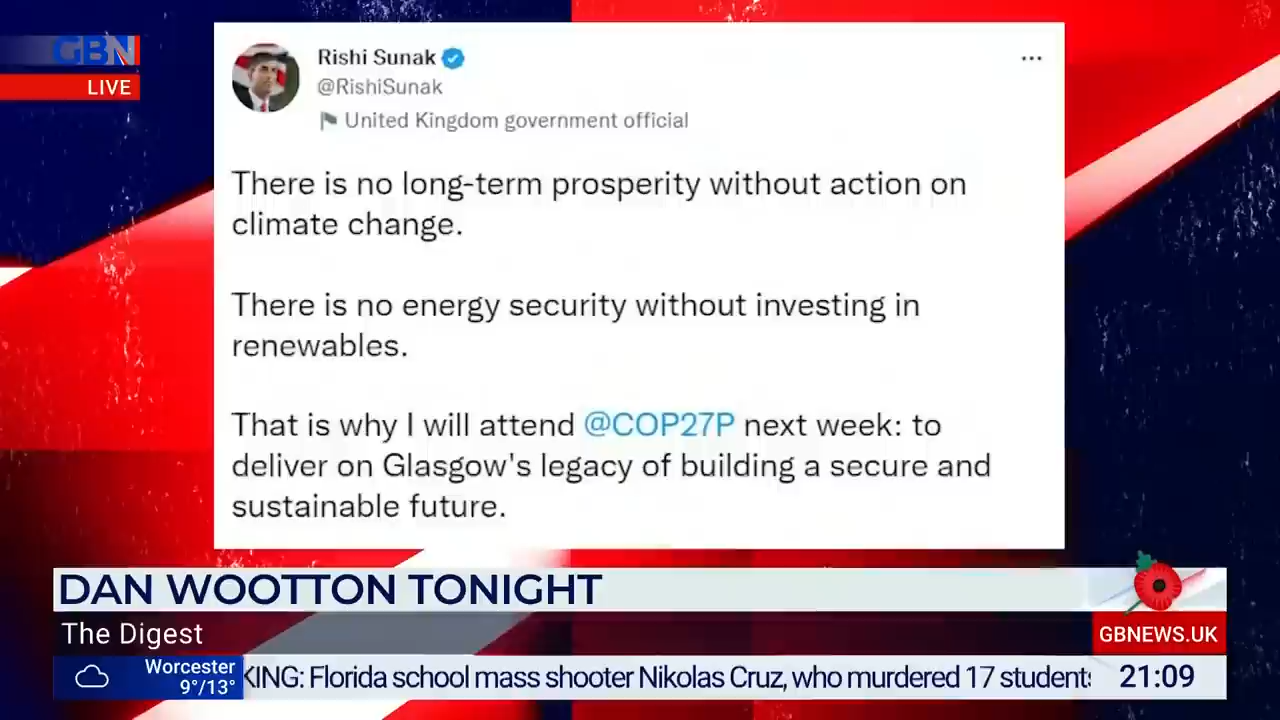 GBN
LIVE
Rishi Sunak
@RishiSunak
United Kingdom government official
There is no long-term prosperity without action on
climate change.
There is no energy security without investing in
renewables.
That is why I will attend @COP27P next week: to
deliver on Glasgow's legacy of building a secure and
sustainable future.
DAN WOOTTON TONIGHT
The Digest
GBNEWS.UK
Worcester
9°/13°
KING: Florida school mass shooter Nikolas Cruz, who murdered 17 students
21:09